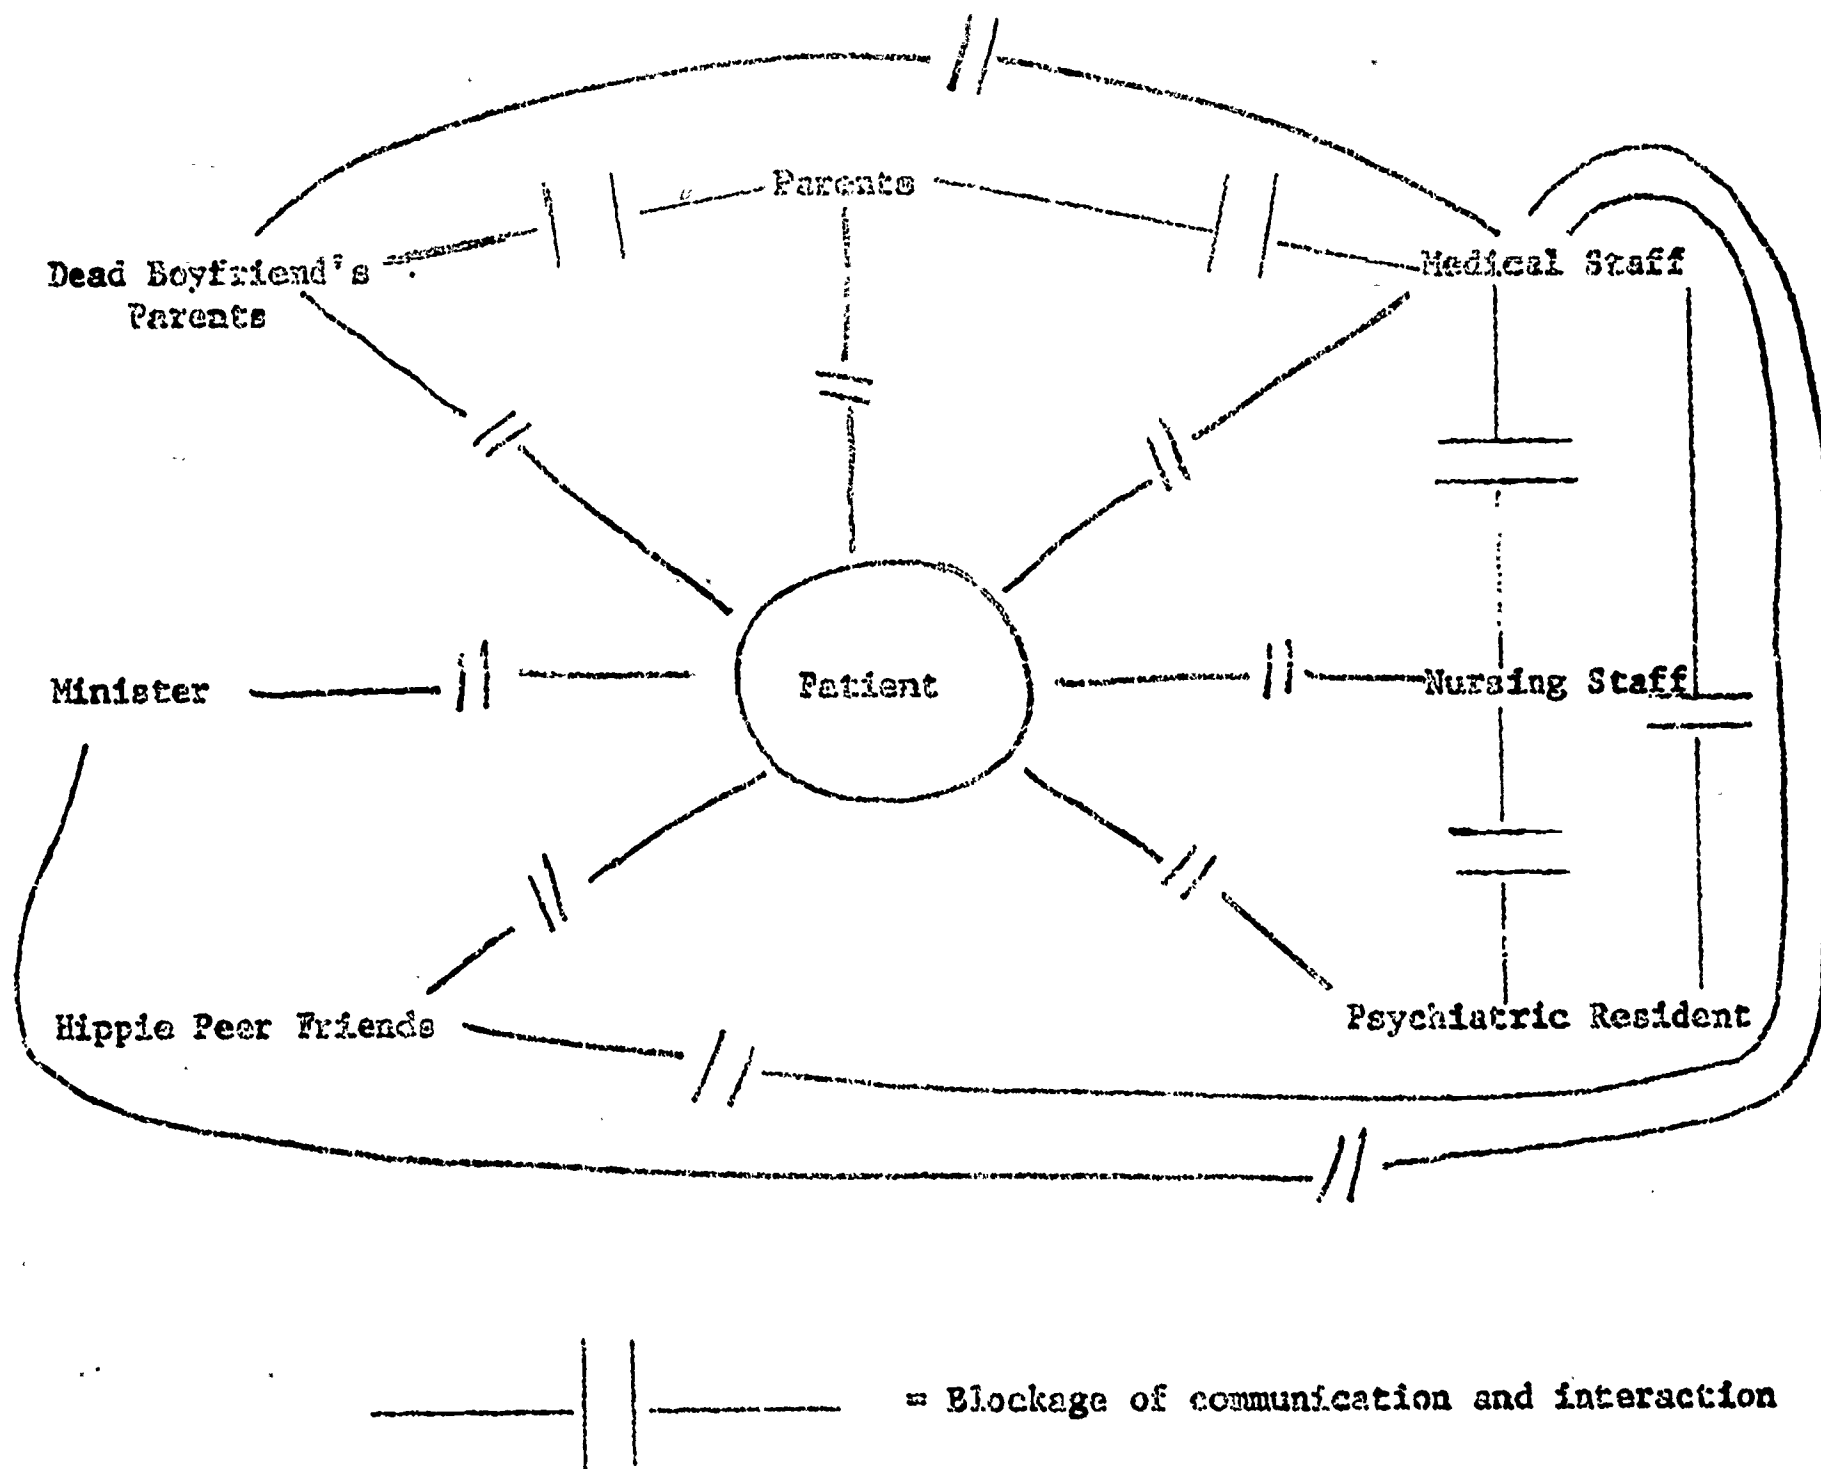 Parents
Dead Boyfriend's
Parents
Medical Staff
Minister
Patient
Nursing Staff
Hippie Peer Friends
Psychiatric Resident
= Blockage of communication and interaction